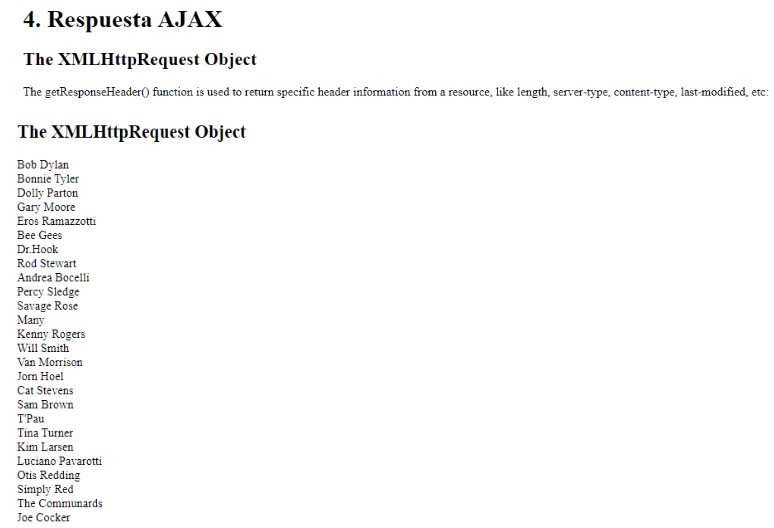 4. Respuesta AJAX
The XMLHttpRequest Object
The getResponseHeader() function is used to return specific header information from a resource, like length, server-type, content-type, last-modified, etc:
The XMLHttpRequest Object
Bob Dylan
Bonnie Tyler
Dolly Parton
Gary Moore
Eros Ramazzotti
Bee Gees
Dr.Hook
Rod Stewart
Andrea Bocelli
Percy Sledge
Savage Rose
Many
Kenny Rogers
Will Smith
Van Morrison
Jorn Hoel
Cat Stevens
Sam Brown
T'Pau
Tina Turner
Kim Larsen
Luciano Pavarotti
Otis Redding
Simply Red
The Communards
Joe Cocker